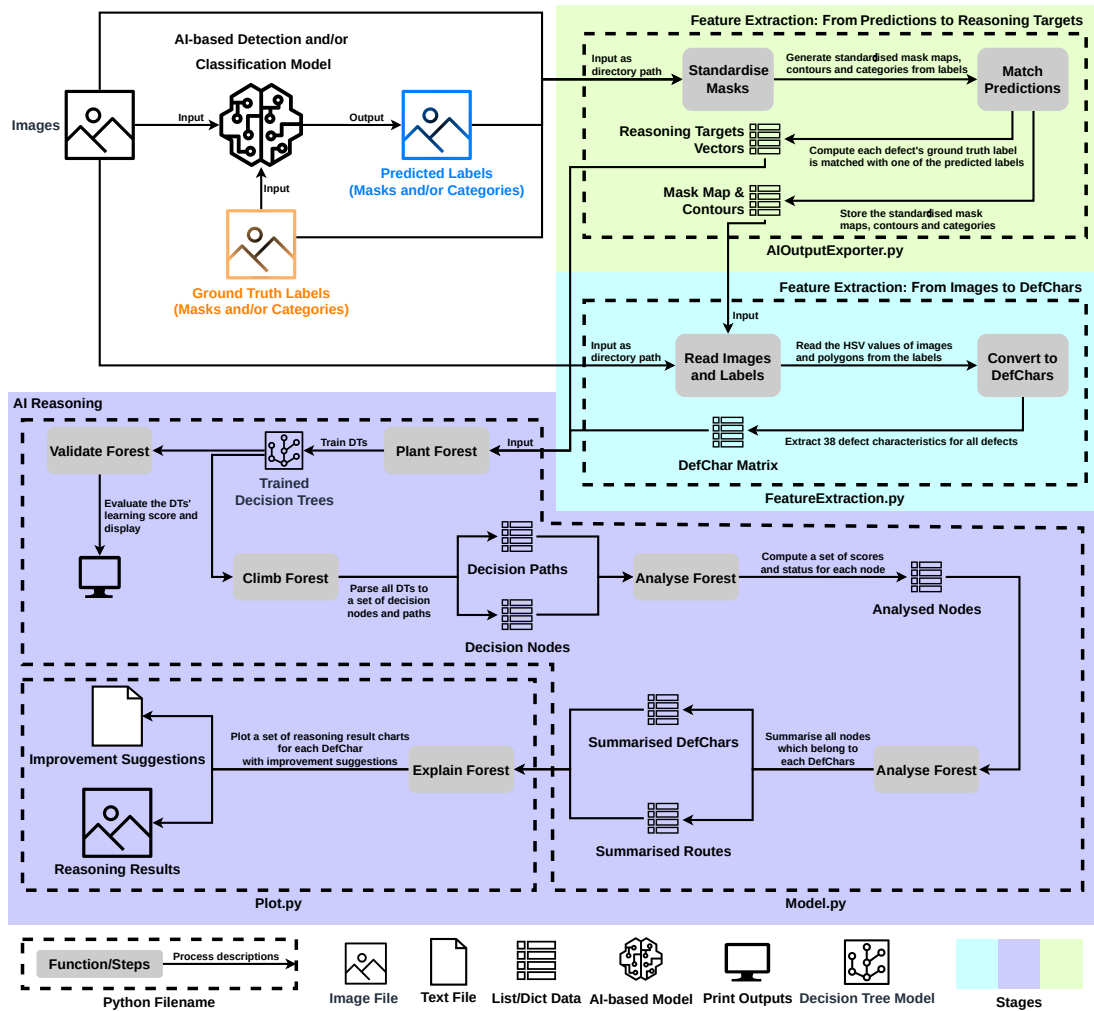 AI-based Detection and/or
Classification Model
Images
Input
Output
Predicted Labels
(Masks and/or Categories)
Input
Ground Truth Labels
(Masks and/or Categories)
Feature Extraction: From Predictions to Reasoning Targets
Input as
directory path
Standardise
Masks
Generate standardised mask maps,
contours and categories from labels
Match
Predictions
Reasoning Targets
Vectors
Compute each defect's ground truth label
is matched with one of the predicted labels
Mask Map &
Contours
Store the standardised mask
maps, contours and categories
AIOutputExporter.py
Feature Extraction: From Images to DefChars
Input
Input as
directory path
Read Images
and Labels
Read the HSV values of images
and polygons from the labels
Convert to
DefChars
Extract 38 defect characteristics for all defects
DefChar Matrix
FeatureExtraction.py
AI Reasoning
Validate Forest
Train DTs
Plant Forest
Input
Trained
Decision Trees
Evaluate the DTs'
learning score and
display
Climb Forest
Parse all DTs to
a set of decision
nodes and paths
Decision Paths
Decision Nodes
Analyse Forest
Compute a set of scores
and status for each node
Analysed Nodes
Summarised DefChars
Summarise all nodes
which belong to
each DefChars
Analyse Forest
Summarised Routes
Improvement Suggestions
Plot a set of reasoning result charts
for each DefChar
with improvement suggestions
Explain Forest
Reasoning Results
Plot.py
Model.py
Function/Steps
Process descriptions
Python Filename
Image File
Text File
List/Dict Data
AI-based Model
Print Outputs
Decision Tree Model
Stages